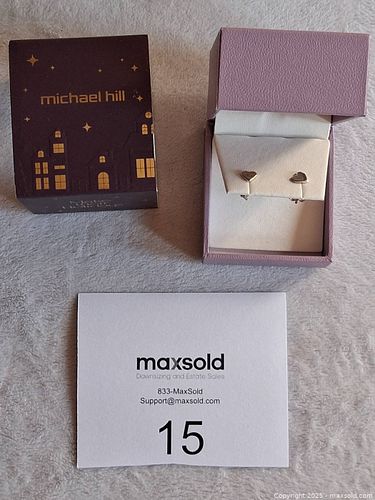 michael hill
maxsold
Downsizing and Estate Sales
833-MaxSold
Support@maxsold.com
15
Copyright 2025 - maxsold.com